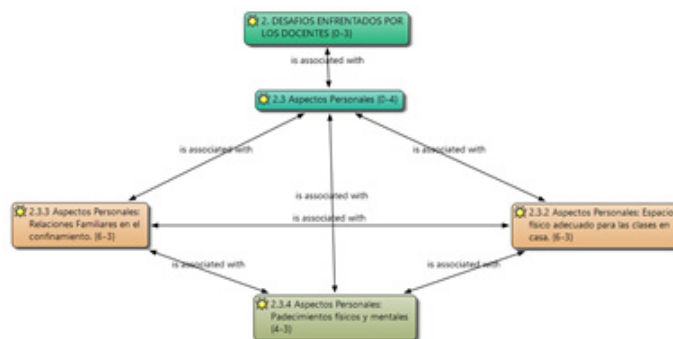 2. DESAFIOS ENFRENTADOS POR
LOS DOCENTES {0-3}
is associated with
2.3 Aspectos Personales {0-4}
is associated with
is associated with
is associated with
is associated with
2.3.3 Aspectos Personales:
Relaciones Familiares en el
confinamiento. {6-3}
2.3.2 Aspectos Personales: Espacio
físico adecuado para las clases en
casa. {6-3}
is associated with
is associated with
2.3.4 Aspectos Personales:
Padecimientos físicos y mentales
{4-3}